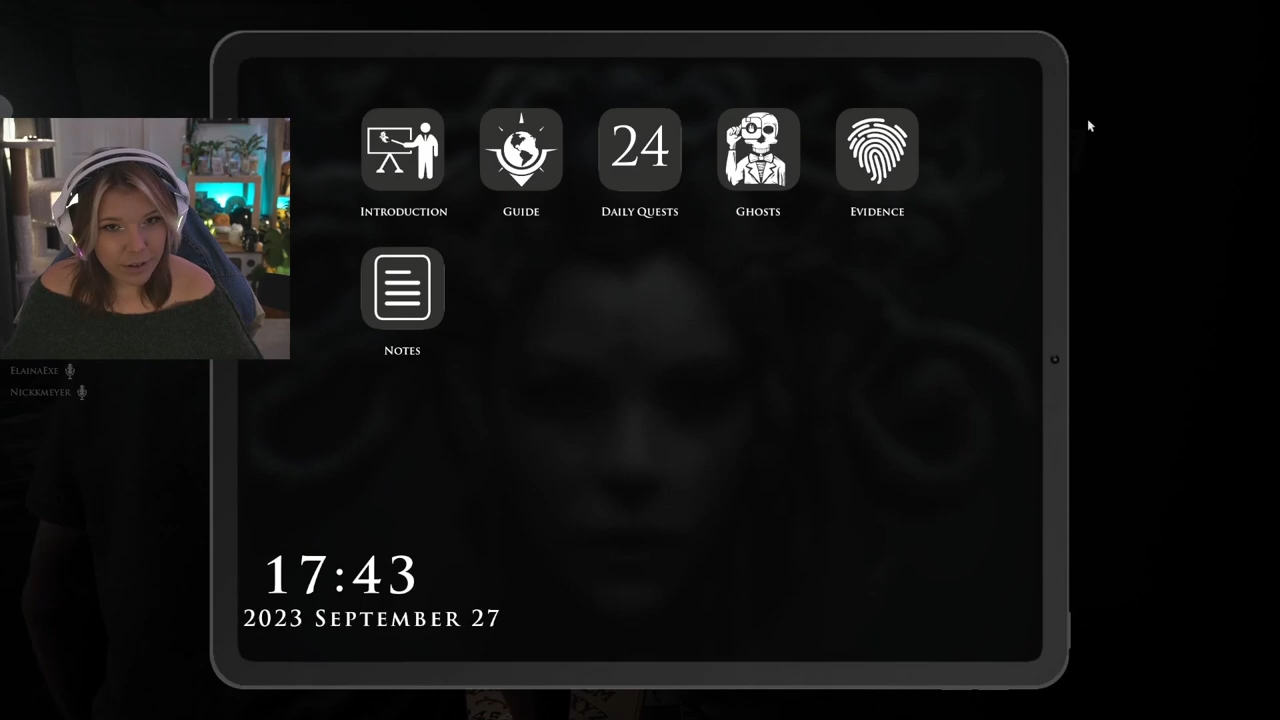 24
INTRODUCTION
GUIDE
DAILY QUESTS
GHOSTS
EVIDENCE
NOTES
ELAINAEXE
NICKKMEYER
17:43
2023 SEPTEMBER 27